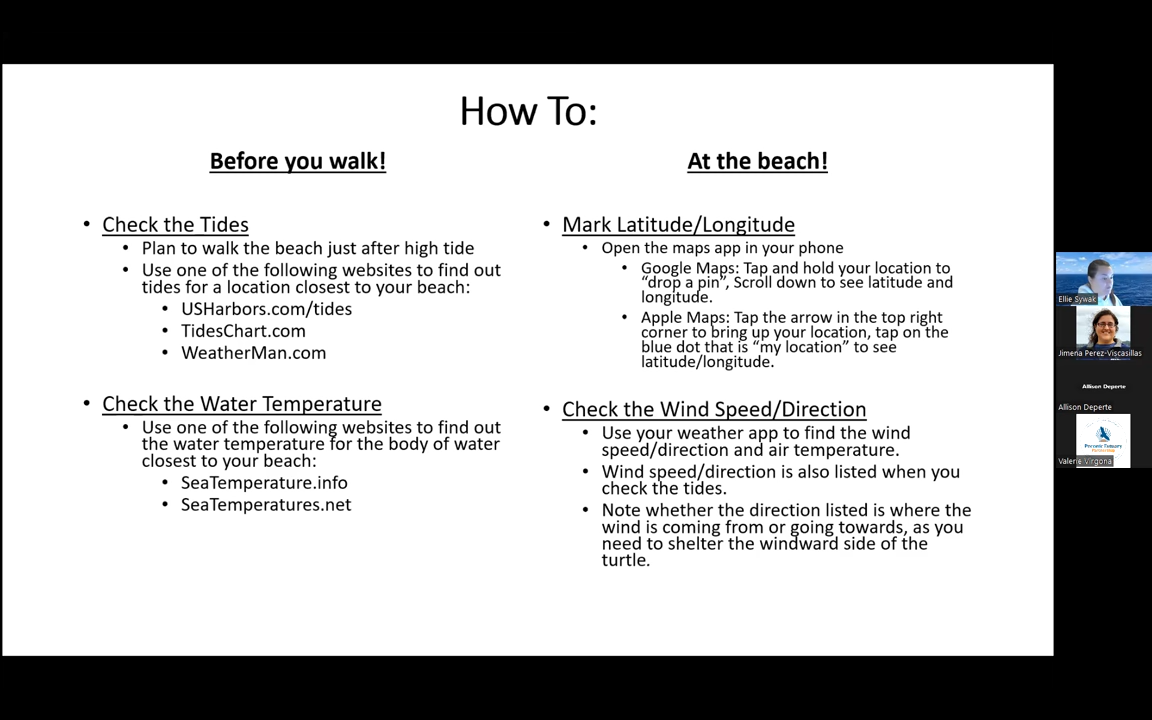 How To:
Before you walk!
• Check the Tides
• Plan to walk the beach just after high tide
• Use one of the following websites to find out
tides for a location closest to your beach:
• USHarbors.com/tides
• TidesChart.com
• WeatherMan.com
• Check the Water Temperature
• Use one of the following websites to find out
the water temperature for the body of water
closest to your beach:
• SeaTemperature.info
• SeaTemperatures.net
At the beach!
• Mark Latitude/Longitude
• Open the maps app in your phone
• Google Maps: Tap and hold your location to
“drop a pin”, Scroll down to see latitude and
longitude.
• Apple Maps: Tap the arrow in the top right
corner to bring up your location, tap on the
blue dot that is “my location” to see
latitude/longitude.
• Check the Wind Speed/Direction
• Use your weather app to find the wind
speed/direction and air temperature.
• Wind speed/direction is also listed when you
check the tides.
• Note whether the direction listed is where the
wind is coming from or going towards, as you
need to shelter the windward side of the
turtle.
Ellie Sywak
Jimena Perez-Viscasillas
Allison Deperte
Allison Deperte
Peconic Estuary
Valerie Virgona